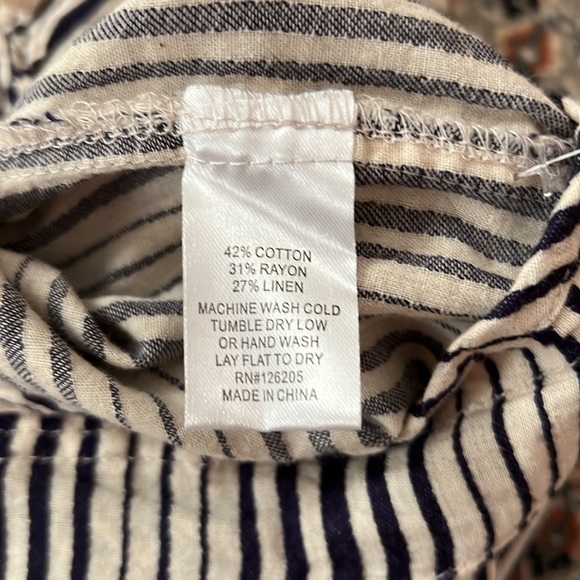 42% COTTON
31% RAYON
27% LINEN
MACHINE WASH COLD
TUMBLE DRY LOW
OR HAND WASH
LAY FLAT TO DRY
RN#126205
MADE IN CHINA